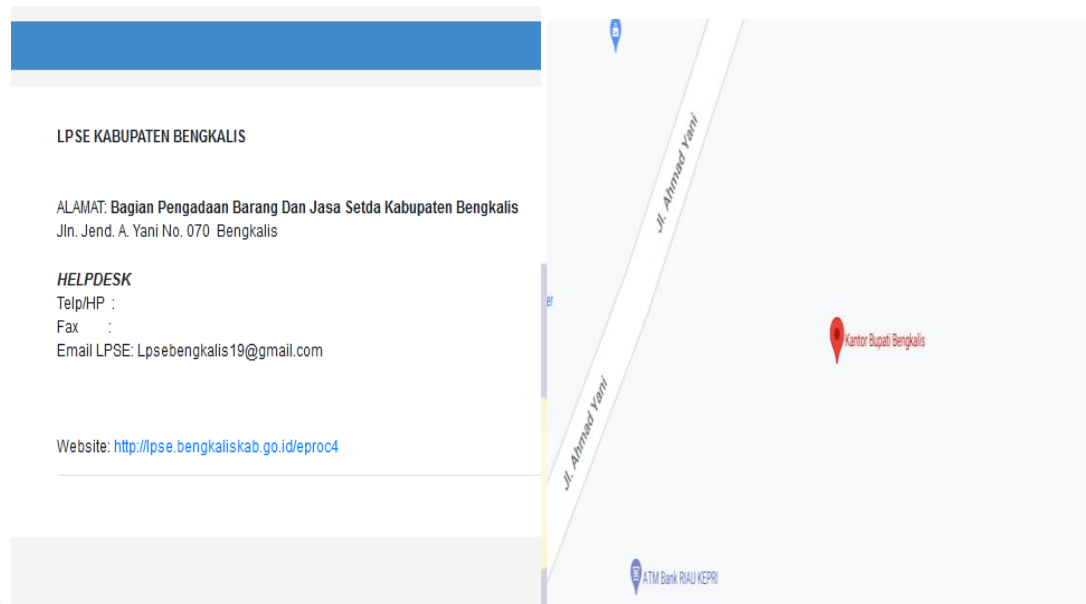 LPSE KABUPATEN BENGKALIS
ALAMAT: Bagian Pengadaan Barang Dan Jasa Setda Kabupaten Bengkalis
Jln. Jend. A. Yani No. 070 Bengkalis
HELPDESK
Telp/HP :
Fax :
Email LPSE: Lpsebengkalis19@gmail.com
Website: http://lpse.bengkaliskab.go.id/eproc4
Jl. Ahmad Yani
er
Kantor Bupati Bengkalis
Jl. Ahmad Yani
ATM Bank RIAU KEPRI